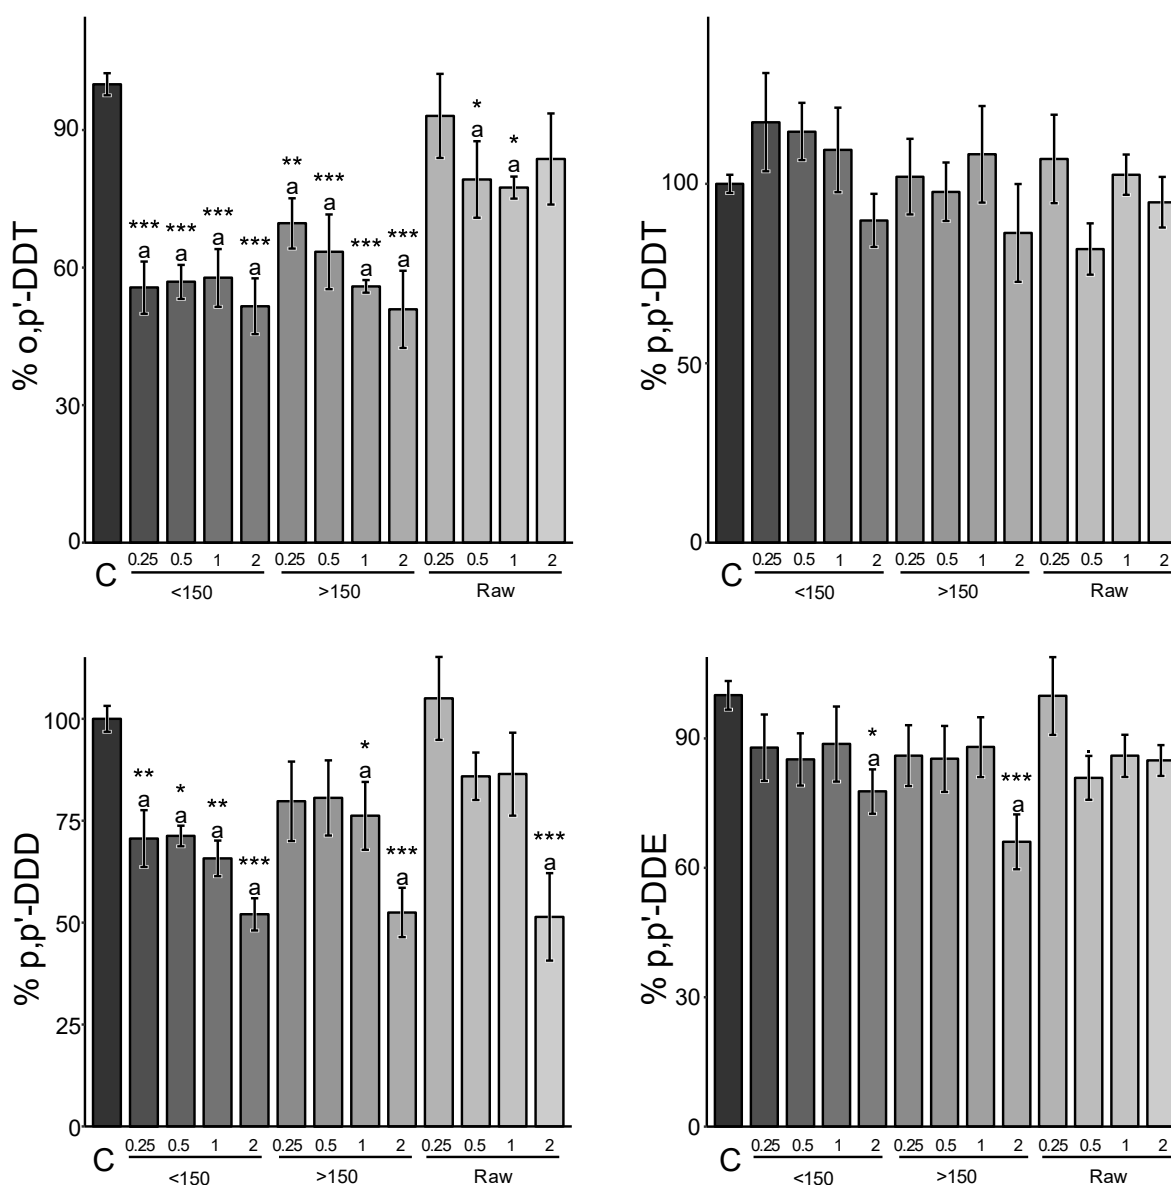 % o,p'-DDT
90
60
30
0
*** a
*** a
*** a
*** a
** a
*** a
*** a
*** a
* a
* a
C
0.25 0.5 1 2 0.25 0.5 1 2 0.25 0.5 1 2
<150 >150 Raw
% p,p'-DDT
100
50
0
C
0.25 0.5 1 2 0.25 0.5 1 2 0.25 0.5 1 2
<150 >150 Raw
% p,p'-DDD
100
75
50
25
0
** a
* a
** a
*** a
* a
*** a
*** a
C
0.25 0.5 1 2 0.25 0.5 1 2 0.25 0.5 1 2
<150 >150 Raw
% p,p'-DDE
90
60
30
0
* a
*** a
.
C
0.25 0.5 1 2 0.25 0.5 1 2 0.25 0.5 1 2
<150 >150 Raw